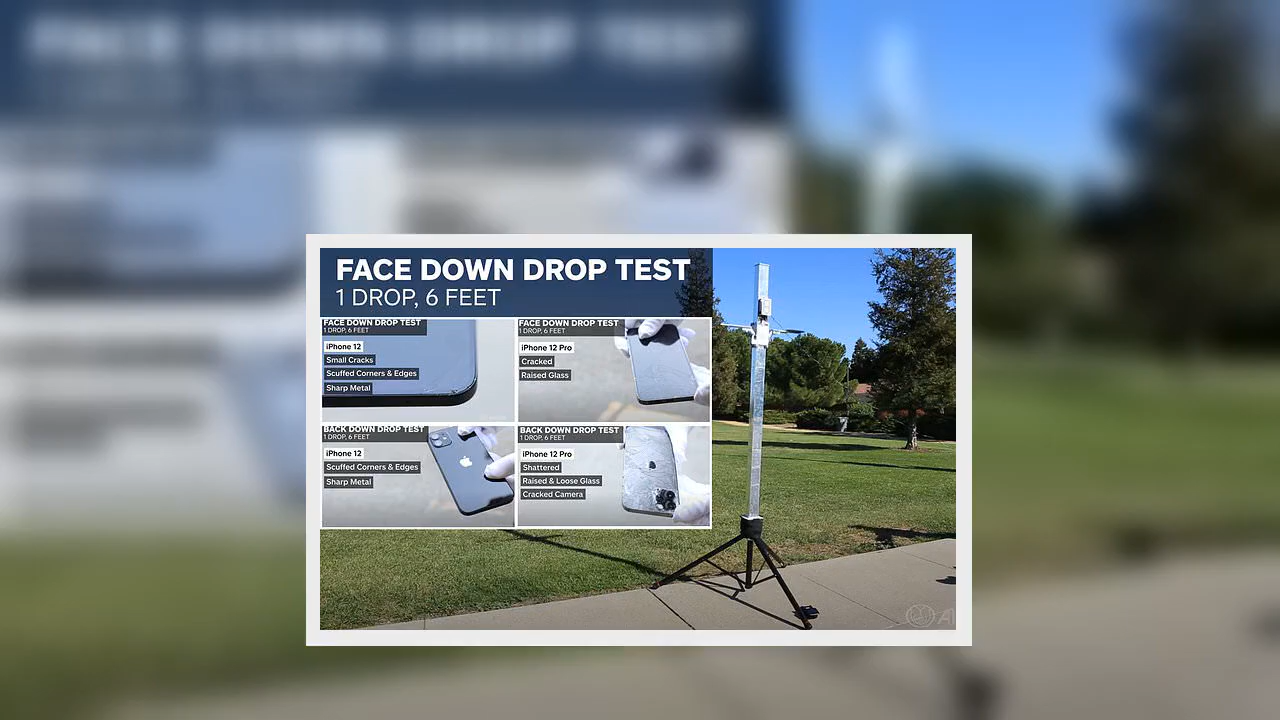 FACE DOWN DROP TEST
1 DROP, 6 FEET
FACE DOWN DROP TEST
1 DROP, 6 FEET
iPhone 12
Small Cracks
Scuffed Corners & Edges
Sharp Metal
FACE DOWN DROP TEST
1 DROP, 6 FEET
iPhone 12 Pro
Cracked
Raised Glass
BACK DOWN DROP TEST
1 DROP, 6 FEET
iPhone 12
Scuffed Corners & Edges
Sharp Metal
BACK DOWN DROP TEST
1 DROP, 6 FEET
iPhone 12 Pro
Shattered
Raised & Loose Glass
Cracked Camera